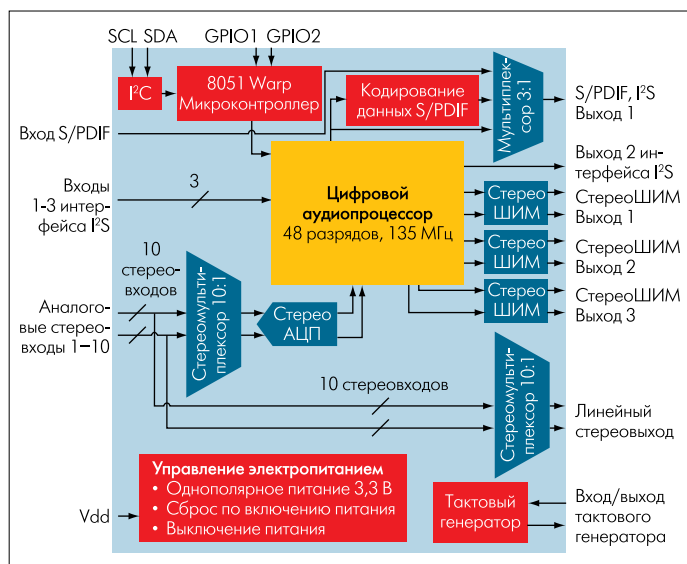 SCL SDA
GPIO1 GPIO2
I²C
8051 Warp
Микроконтроллер
Кодирование
данных S/PDIF
Мультиплек-
сор 3:1
S/PDIF, I²S
Выход 1
Вход S/PDIF
Выход 2 ин-
терфейса I²S
Входы
1-3 интер-
фейса I²S
3
Цифровой
аудиопроцессор
48 разрядов, 135 МГц
Стерео
ШИМ
СтереоШИМ
Выход 1
Стерео
ШИМ
СтереоШИМ
Выход 2
Стерео
ШИМ
СтереоШИМ
Выход 3
10
стерео-
входов
Аналого-
вые стерео-
входы 1–10
Стереомульти-
плексор 10:1
Стерео
АЦП
10 стереовходов
Стереомульти-
плексор 10:1
Линейный
стереовыход
Управление электропитанием
• Однополярное питание 3,3 В
• Сброс по включению питания
• Выключение питания
Vdd
Тактовый
генератор
Вход/выход
тактового
генератора